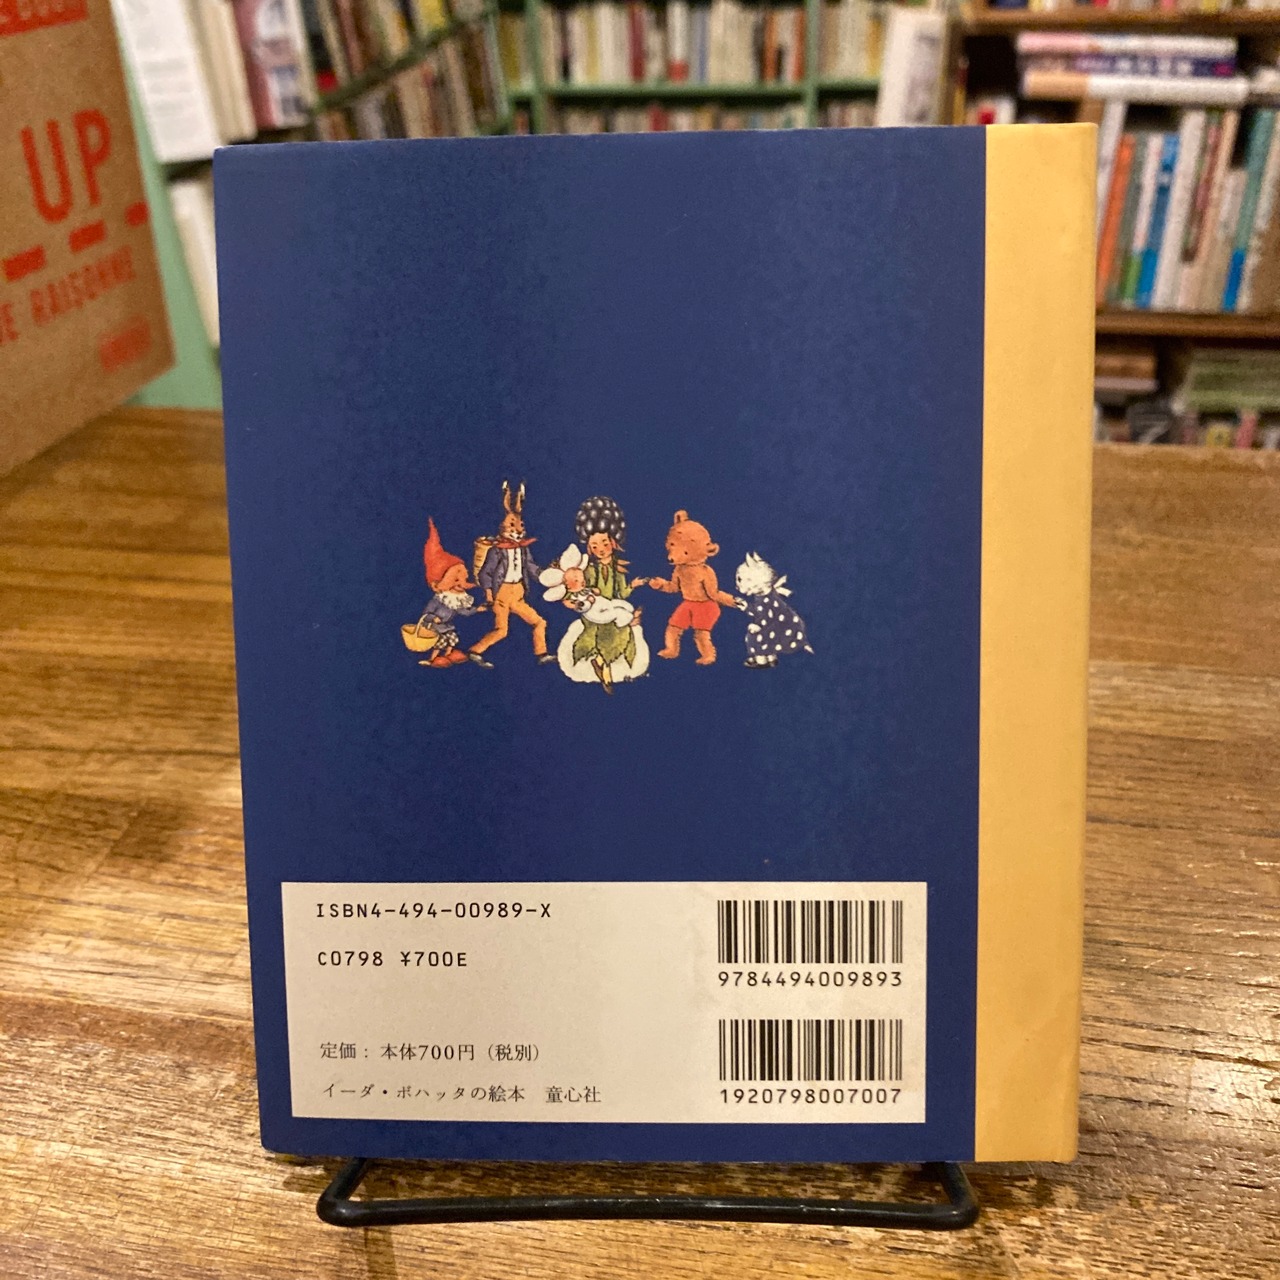 UP
RAISONNÉE
ISBN4-494-00989-X
C0798 ¥700E
9784494009893
定価：本体700円（税別）
イーダ・ボハッタの絵本　童心社
1920798007007